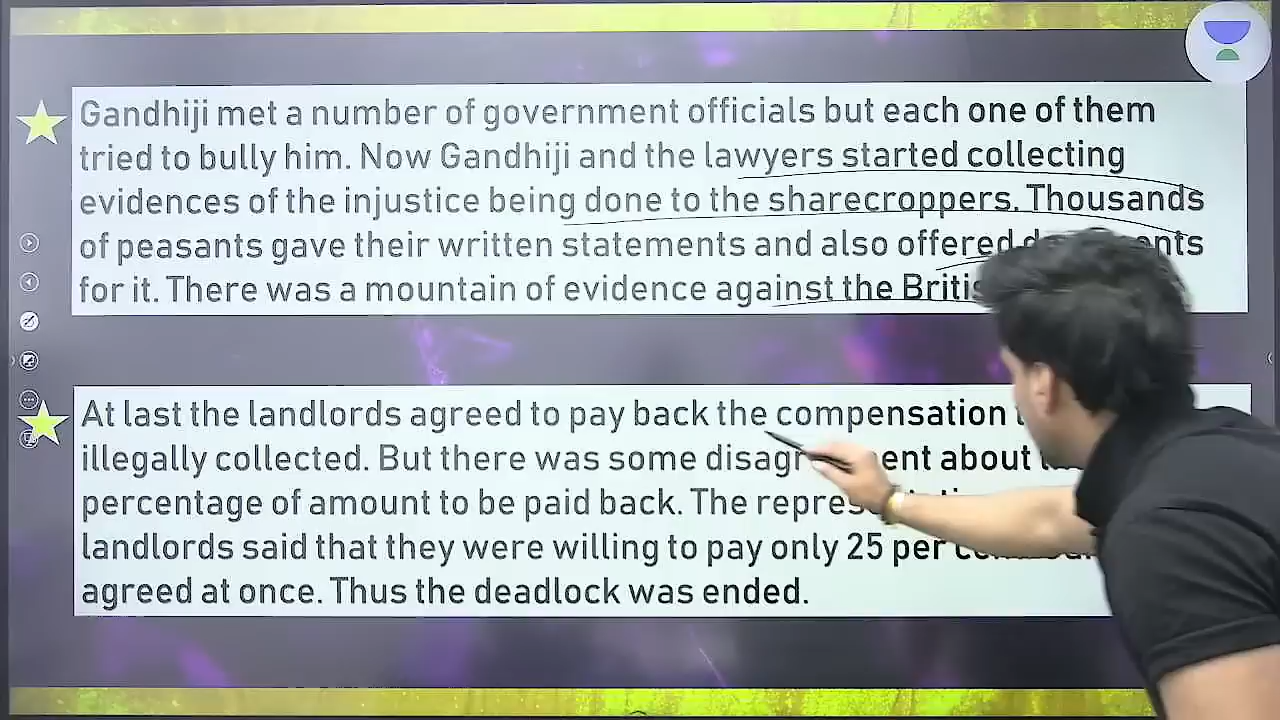 Gandhiji met a number of government officials but each one of them
tried to bully him. Now Gandhiji and the lawyers started collecting
evidences of the injustice being done to the sharecroppers. Thousands
of peasants gave their written statements and also offered
for it. There was a mountain of evidence against the
At last the landlords agreed to pay back the compensation
illegally collected. But there was some about
percentage of amount to be paid back. The
landlords said that they were willing to pay only 25 per
agreed at once. Thus the deadlock was ended.